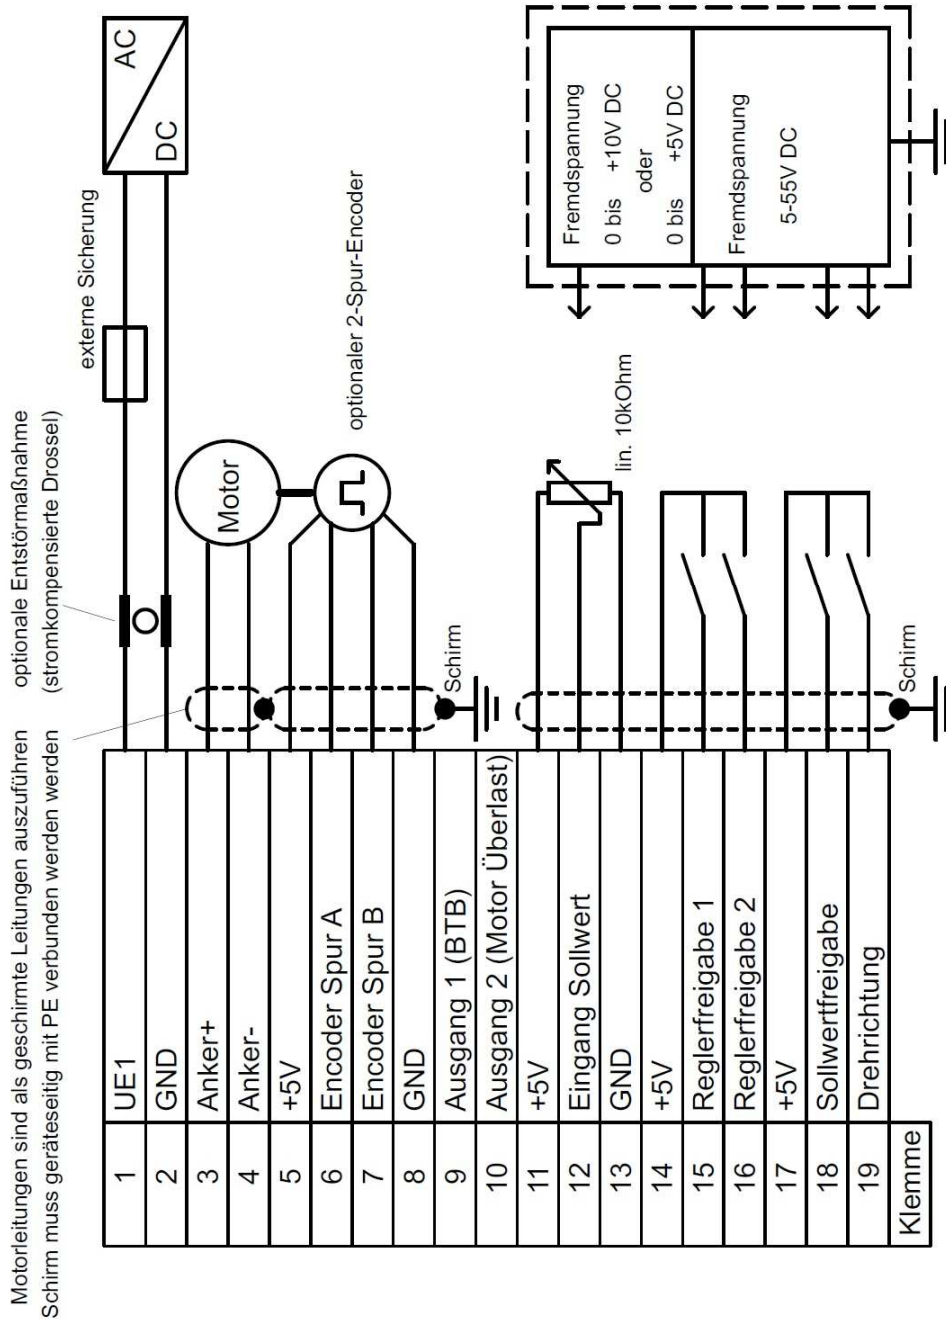 Motorleitungen sind als geschirmte Leitungen auszuführen
Schirm muss geräteseitig mit PE verbunden werden werden
optionale Entstörmaßnahme
(stromkompensierte Drossel)
externe Sicherung
AC
DC
1 UE1
2 GND
3 Anker+
4 Anker-
5 +5V
6 Encoder Spur A
7 Encoder Spur B
8 GND
9 Ausgang 1 (BTB)
10 Ausgang 2 (Motor Überlast)
11 +5V
12 Eingang Sollwert
13 GND
14 +5V
15 Reglerfreigabe 1
16 Reglerfreigabe 2
17 +5V
18 Sollwertfreigabe
19 Drehrichtung
Klemme
Motor
optionaler 2-Spur-Encoder
Schirm
lin. 10kOhm
Schirm
Fremdspannung
0 bis +10V DC
oder
0 bis +5V DC
Fremdspannung
5-55V DC